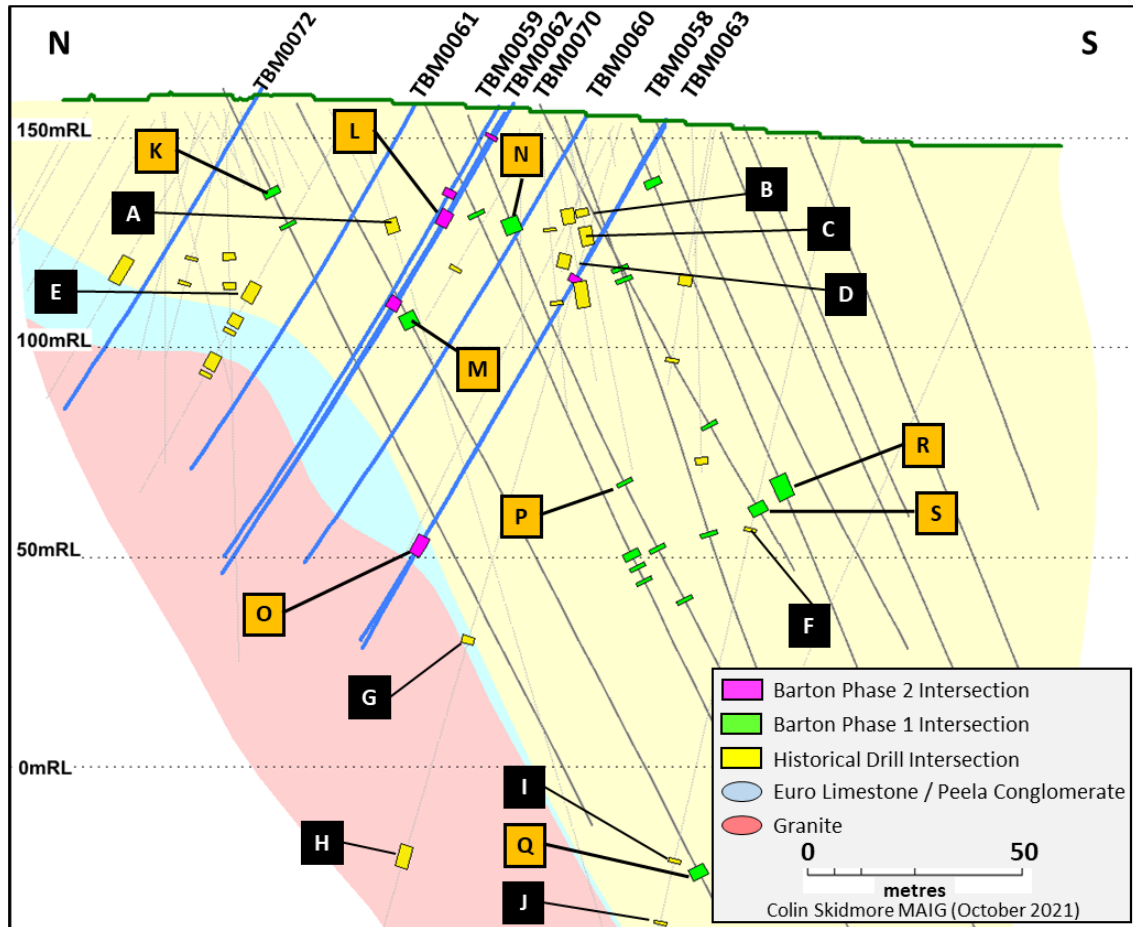 N
S
TBM0072
TBM0061
TBM0059
TBM0062
TBM0070
TBM0060
TBM0058
TBM0063
150mRL
L
K
N
A
B
C
E
D
100mRL
M
R
P
S
50mRL
O
F
G
0mRL
I
H
Q
J
Barton Phase 2 Intersection
Barton Phase 1 Intersection
Historical Drill Intersection
Euro Limestone / Peela Conglomerate
Granite
0 50
metres
Colin Skidmore MAIG (October 2021)